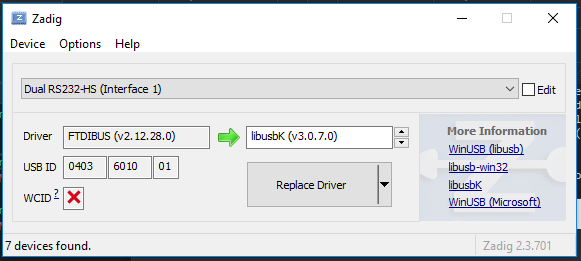 Zadig
Device Options Help
Dual RS232-HS (Interface 1)
Edit
Driver FTDIBUS (v2.12.28.0) libusbK (v3.0.7.0)
USB ID 0403 6010 01
WCID ?
Replace Driver
More Information
WinUSB (libusb)
libusb-win32
libusbK
WinUSB (Microsoft)
7 devices found.
Zadig 2.3.701